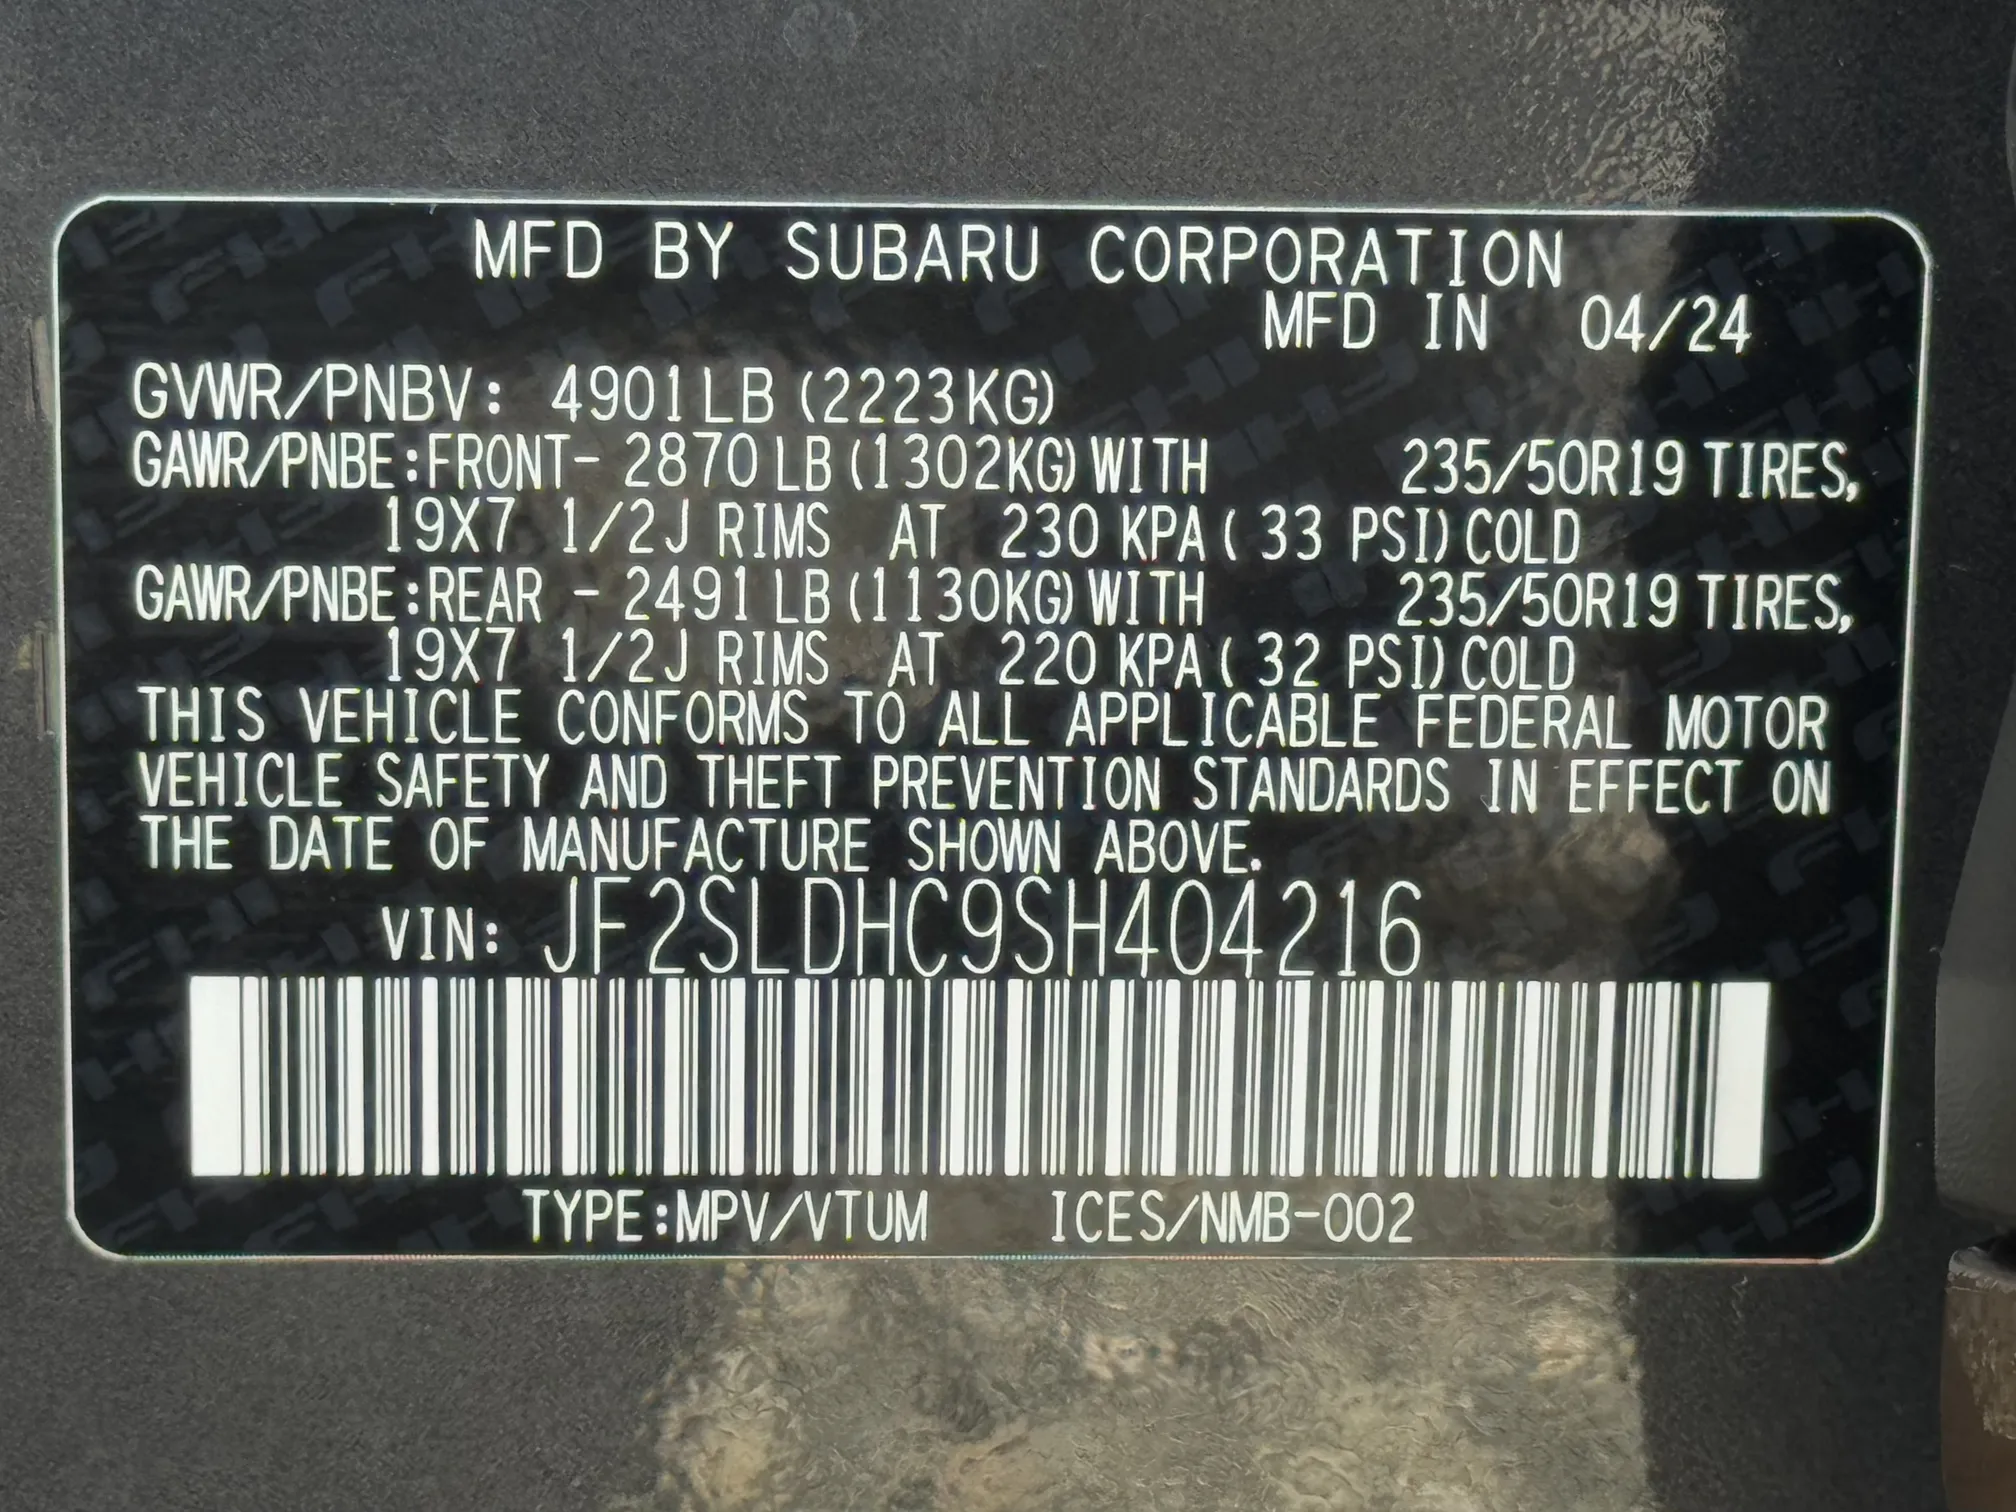 MFD BY SUBARU CORPORATION
MFD IN 04/24
GVWR/PNBV: 4901LB (2223KG)
GAWR/PNBE:FRONT- 2870LB(1302KG)WITH 235/50R19 TIRES,
19X7 1/2J RIMS AT 230 KPA( 33 PSI)COLD
GAWR/PNBE:REAR - 2491LB(1130KG)WITH 235/50R19 TIRES,
19X7 1/2J RIMS AT 220 KPA( 32 PSI)COLD
THIS VEHICLE CONFORMS TO ALL APPLICABLE FEDERAL MOTOR
VEHICLE SAFETY AND THEFT PREVENTION STANDARDS IN EFFECT ON
THE DATE OF MANUFACTURE SHOWN ABOVE.
VIN: JF2SLDHC9SH404216
TYPE:MPV/VTUM ICES/NMB-002